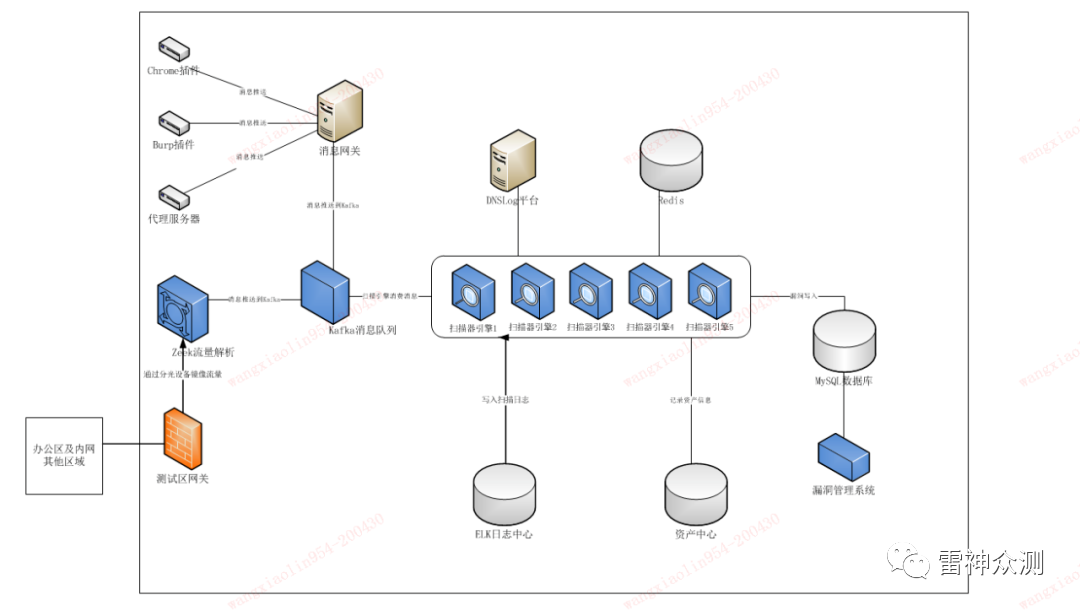 Chrome插件
消息推送
Burp插件
消息推送
消息网关
消息推送
代理服务器
消息推送到Kafka
DNSLog平台
Redis
Zeek流量解析
消息推送到Kafka
Kafka消息队列
扫描引擎消费消息
扫描器引擎1
扫描器引擎2
扫描器引擎3
扫描器引擎4
扫描器引擎5
漏洞写入
MySQL数据库
通过分光设备镜像流量
写入扫描日志
记录资产信息
办公区及内网
其他区域
测试区网关
漏洞管理系统
ELK日志中心
资产中心
雷神众测
wangxiaolin954-200430
wangxiaolin954-200430
wangxiaolin954-200430
wangxiaolin954-200430
wangxiaolin954-200430
wangxiaolin954-200430